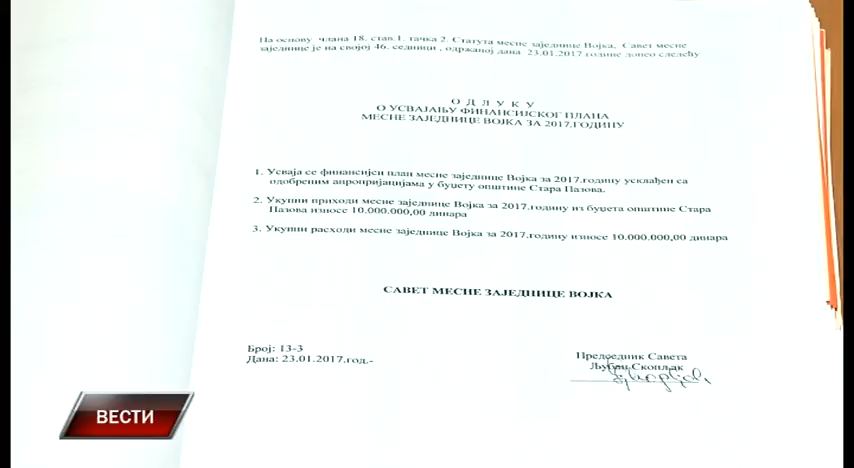 На основу члана 18. став.1. тачка 2. Статута месне заједнице Војка, Савет месне
заједнице је на својој 46. седници , одржаној дана 23.01.2017 године донео следећу
О Д Л У К У
О УСВАЈАЊУ ФИНАНСИЈСКОГ ПЛАНА
МЕСНЕ ЗАЈЕДНИЦЕ ВОЈКА ЗА 2017.ГОДИНУ
1. Усваја се финансијси план месне заједнице Војка за 2017.годину усклађен са
одобреним апропријацијама у буџету општине Стара Пазова.
2. Укупни приходи месне заједнице Војка за 2017.годину из буџета општине Стара
Пазова износе 10.000.000,00 динара
3. Укупни расходи месне заједнице Војка за 2017.годину износе 10.000.000,00 динара
САВЕТ МЕСНЕ ЗАЈЕДНИЦЕ ВОЈКА
Број: 13-3
Дана: 23.01.2017.год.-
Председник Савета
Скопљак
ВЕСТИ